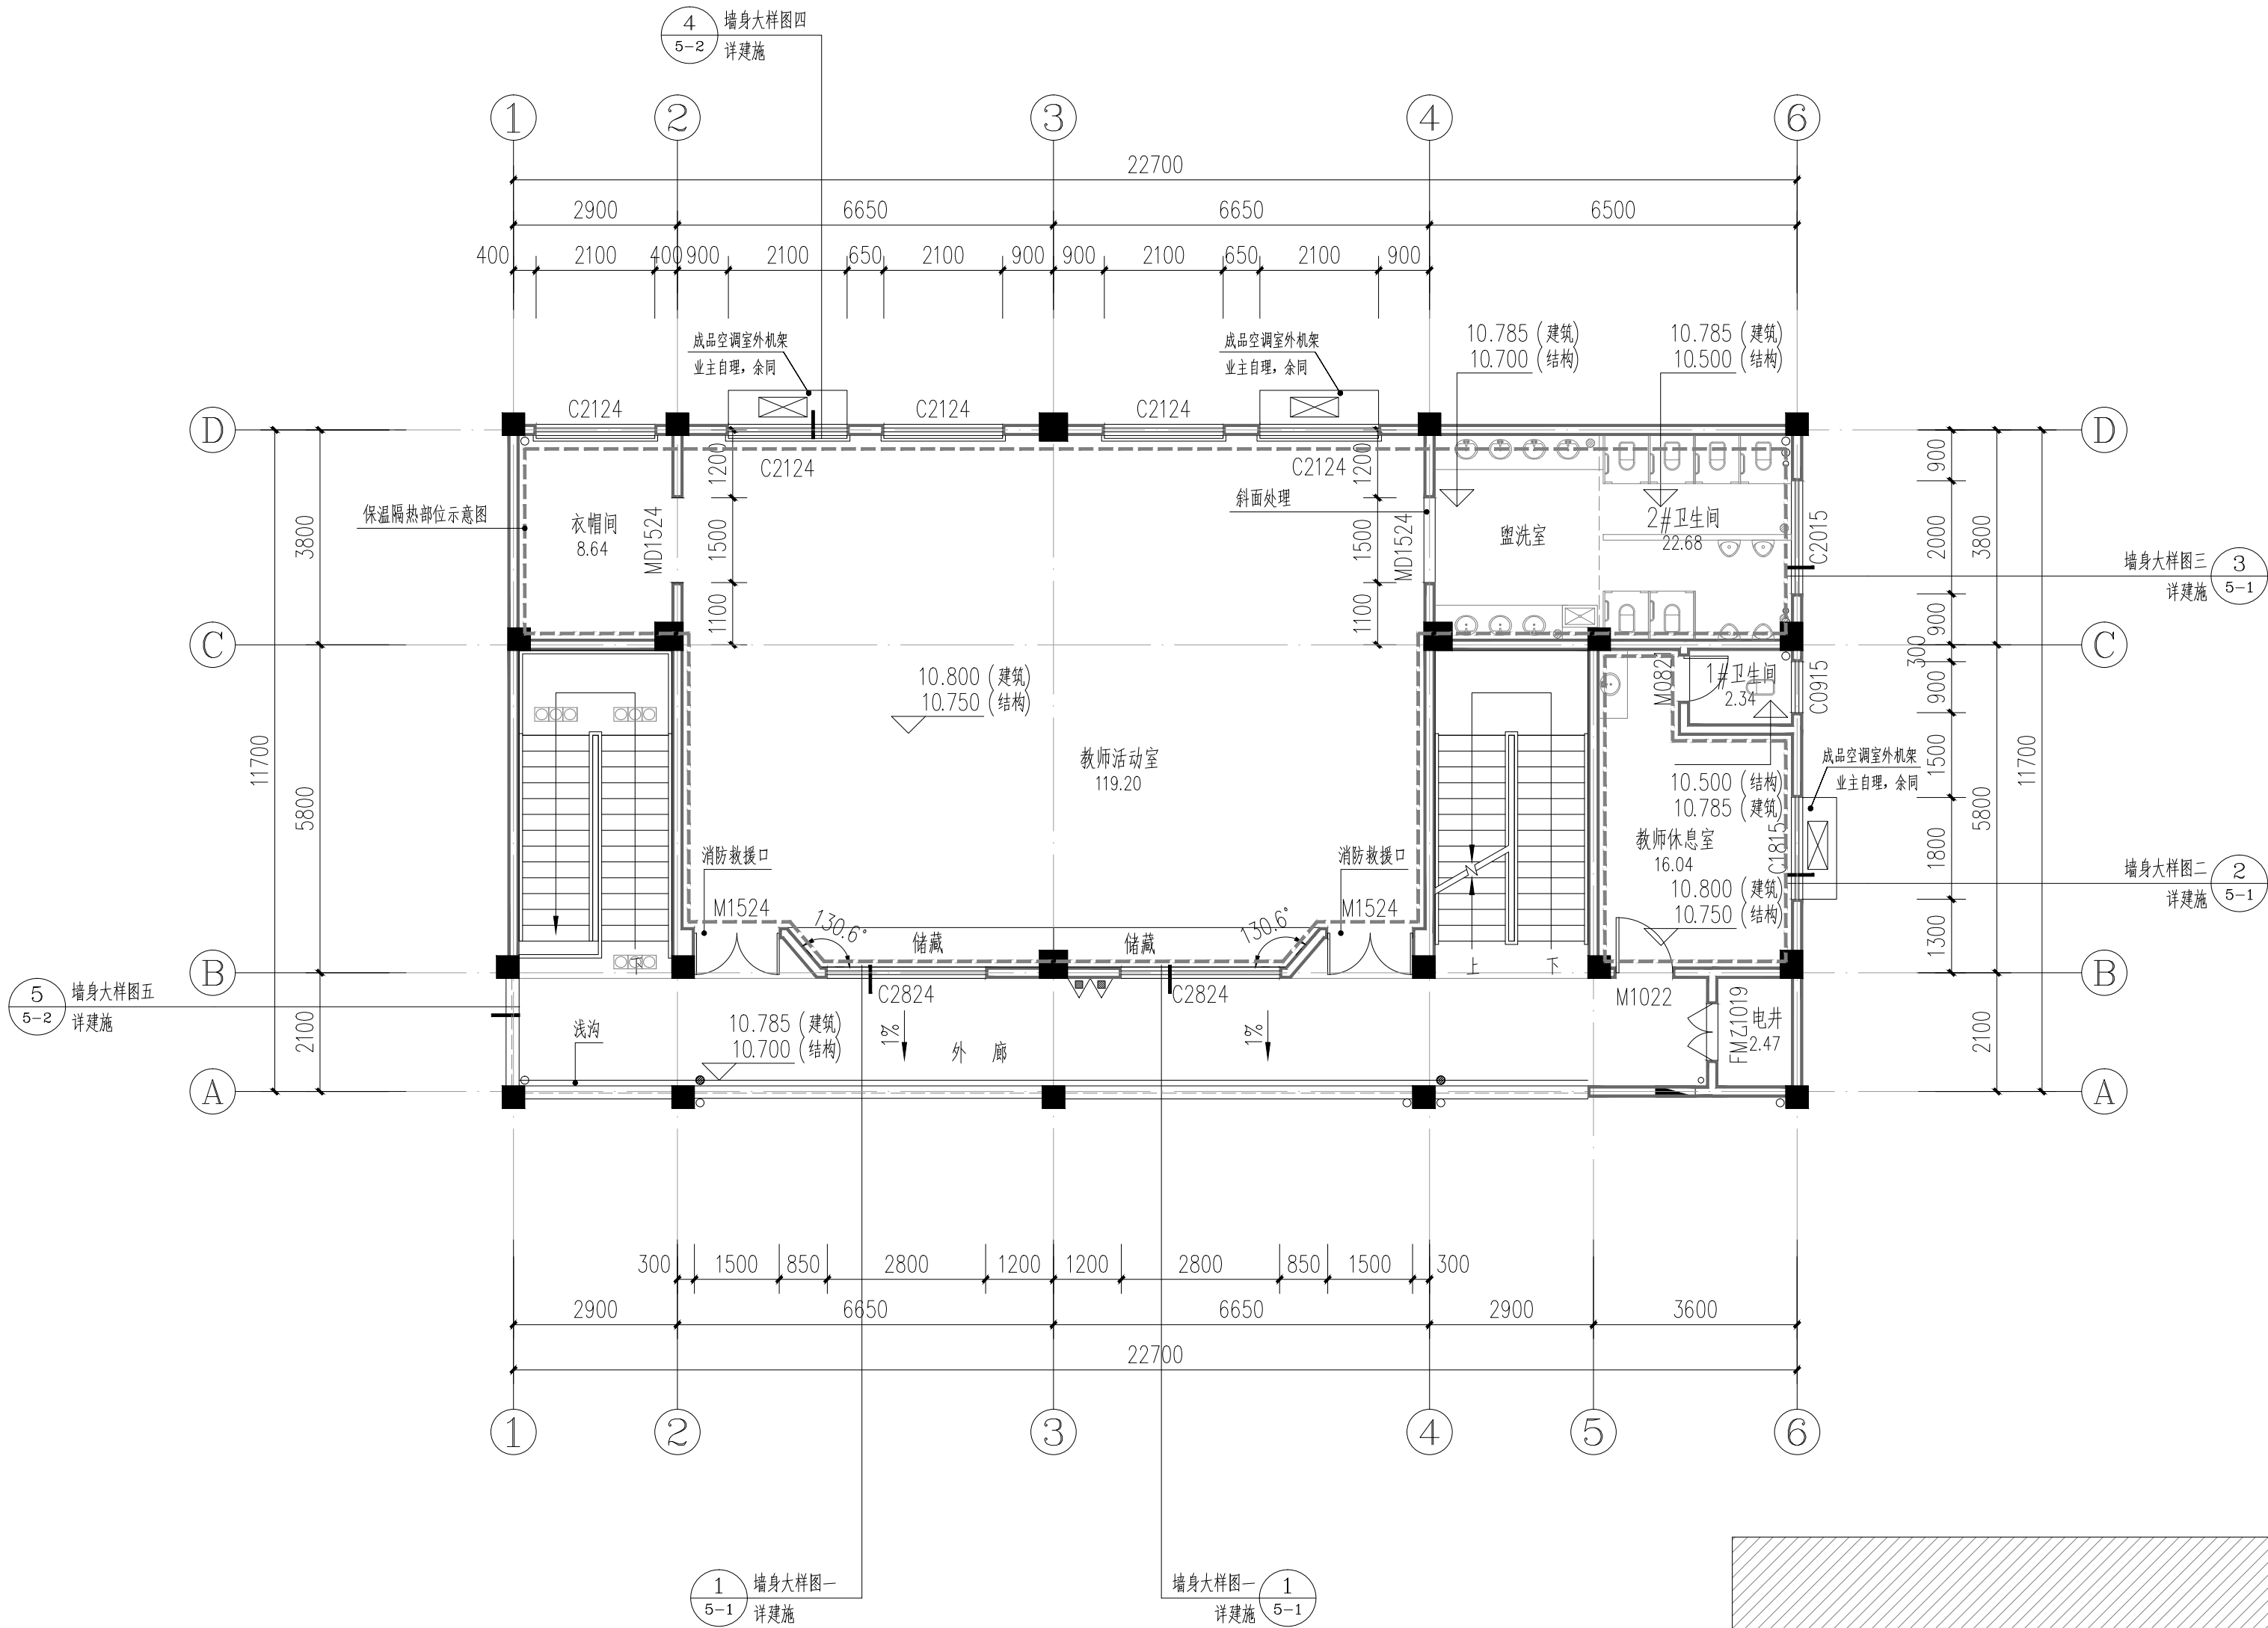 4 墙身大样图四
5-2 详建施
1 2 3 4 6
22700
2900 6650 6650 6500
400 2100 400 900 2100 650 2100 900 900 2100 650 2100 900
成品空调室外机架
业主自理，余同
成品空调室外机架
业主自理，余同
10.785 (建筑)
10.700 (结构)
10.785 (建筑)
10.500 (结构)
C2124 C2124 C2124
D D
C2124 C2124
1200 1200
900
保温隔热部位示意图
斜面处理
衣帽间
8.64
MD1524
1500
MD1524
1500
盥洗室
2#卫生间
22.68
C2015
2000
3800
3800
墙身大样图三 3
详建施 5-1
1100 1100
900
C C
300
10.800 (建筑)
10.750 (结构)
M0821
1#卫生间
2.34
C0915
900
教师活动室
119.20
11700
5800
1500
11700
成品空调室外机架
业主自理，余同
10.500 (结构)
10.785 (建筑)
教师休息室
16.04
C1815
1800
5800
消防救援口 消防救援口
10.800 (建筑)
10.750 (结构)
墙身大样图二 2
详建施 5-1
M1524 M1524
130.6° 130.6°
储藏 储藏
1300
下 上 下
B B
5 墙身大样图五
5-2 详建施
C2824 C2824
M1022
浅沟
10.785 (建筑)
10.700 (结构)
1% 1%
外 廊
FMZ1019
电井
2.47
2100 2100
A A
300 1500 850 2800 1200 1200 2800 850 1500 300
2900 6650 6650 2900 3600
22700
1 2 3 4 5 6
1 墙身大样图一
5-1 详建施
墙身大样图一 1
详建施 5-1